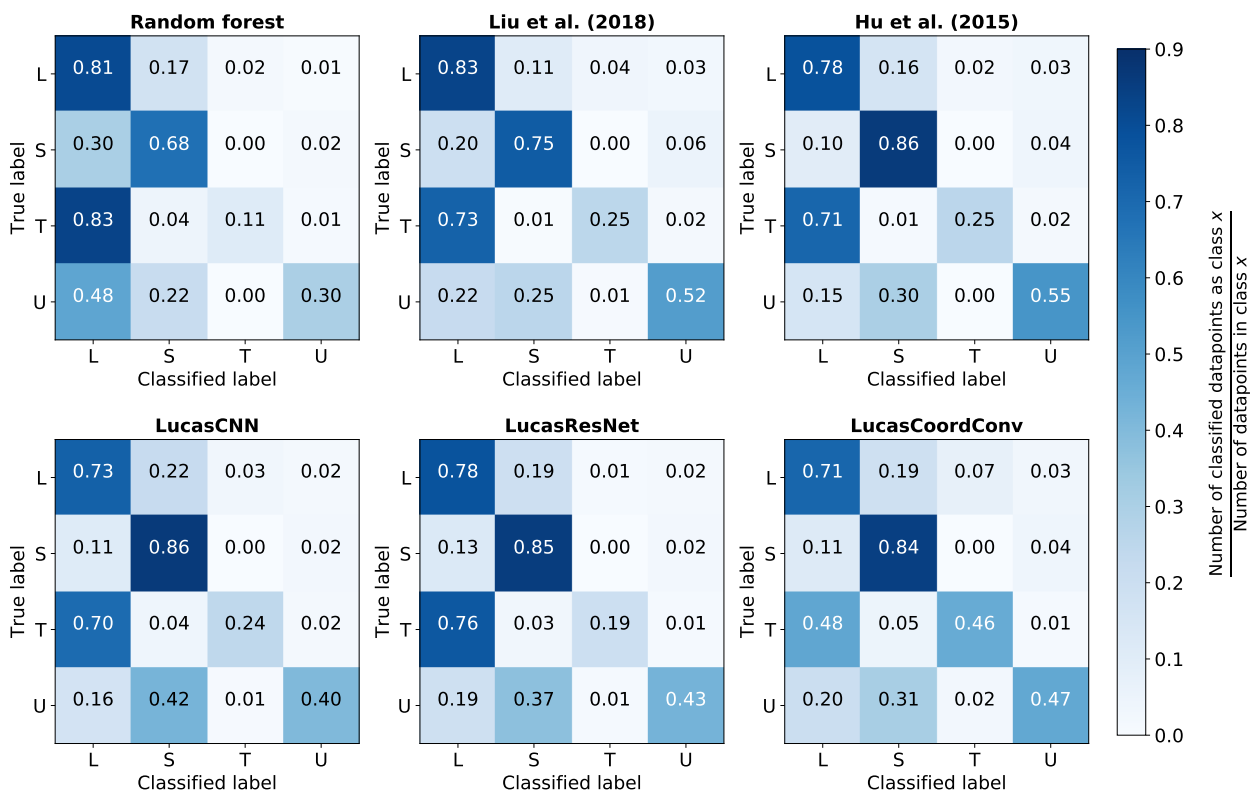 Random forest
Liu et al. (2018)
Hu et al. (2015)
L 0.81 0.17 0.02 0.01
S 0.30 0.68 0.00 0.02
T 0.83 0.04 0.11 0.01
U 0.48 0.22 0.00 0.30
L S T U
True label
Classified label
L 0.83 0.11 0.04 0.03
S 0.20 0.75 0.00 0.06
T 0.73 0.01 0.25 0.02
U 0.22 0.25 0.01 0.52
L S T U
True label
Classified label
L 0.78 0.16 0.02 0.03
S 0.10 0.86 0.00 0.04
T 0.71 0.01 0.25 0.02
U 0.15 0.30 0.00 0.55
L S T U
True label
Classified label
LucasCNN
LucasResNet
LucasCoordConv
L 0.73 0.22 0.03 0.02
S 0.11 0.86 0.00 0.02
T 0.70 0.04 0.24 0.02
U 0.16 0.42 0.01 0.40
L S T U
True label
Classified label
L 0.78 0.19 0.01 0.02
S 0.13 0.85 0.00 0.02
T 0.76 0.03 0.19 0.01
U 0.19 0.37 0.01 0.43
L S T U
True label
Classified label
L 0.71 0.19 0.07 0.03
S 0.11 0.84 0.00 0.04
T 0.48 0.05 0.46 0.01
U 0.20 0.31 0.02 0.47
L S T U
True label
Classified label
0.9
0.8
0.7
0.6
0.5
0.4
0.3
0.2
0.1
0.0
Number of classified datapoints as class x
Number of datapoints in class x